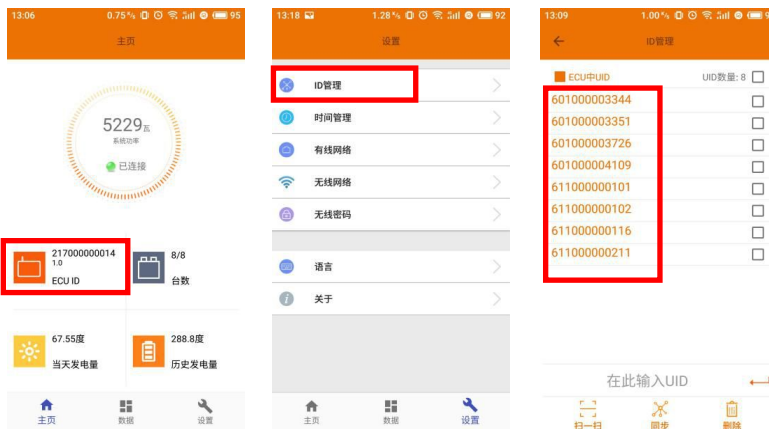 13:06 0.75 K/s 95
主页
5229瓦
系统功率
已连接
217000000014
1.0
ECU ID
8/8
台数
67.55度
当天发电量
288.8度
历史发电量
主页 数据 设置
13:18 1.28 K/s 92
设置
ID管理
时间管理
有线网络
无线网络
无线密码
语言
关于
主页 数据 设置
13:09 1.00 K/s
ID管理
ECU中UID UID数量: 8
601000003344
601000003351
601000003726
601000004109
611000000101
611000000102
611000000116
611000000211
在此输入UID
扫一扫 同步 删除